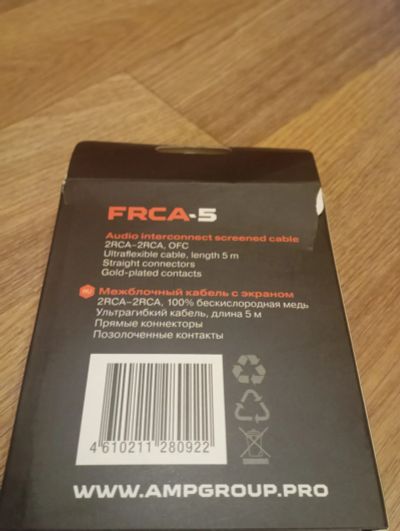 FRCA-5
Audio interconnect screened cable
2RCA-2RCA, OFC
Ultraflexible cable, length 5 m
Straight connectors
Gold-plated contacts
RU Межблочный кабель с экраном
2RCA-2RCA, 100% бескислородная медь
Ультрагибкий кабель, длина 5 м
Прямые коннекторы
Позолоченные контакты
4 610211 280922
WWW.AMPGROUP.PRO